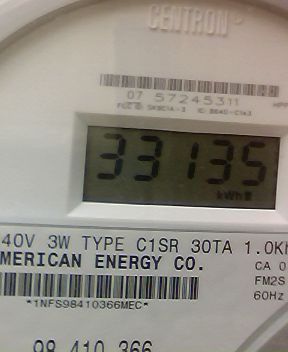 CENTRON®
07 57245311
33135
kWh
40V 3W TYPE C1SR 30TA 1.0Kh
MERICAN ENERGY CO.
CA 0
FM2S
60Hz
*1NFS98410366MEC*
98 410 366